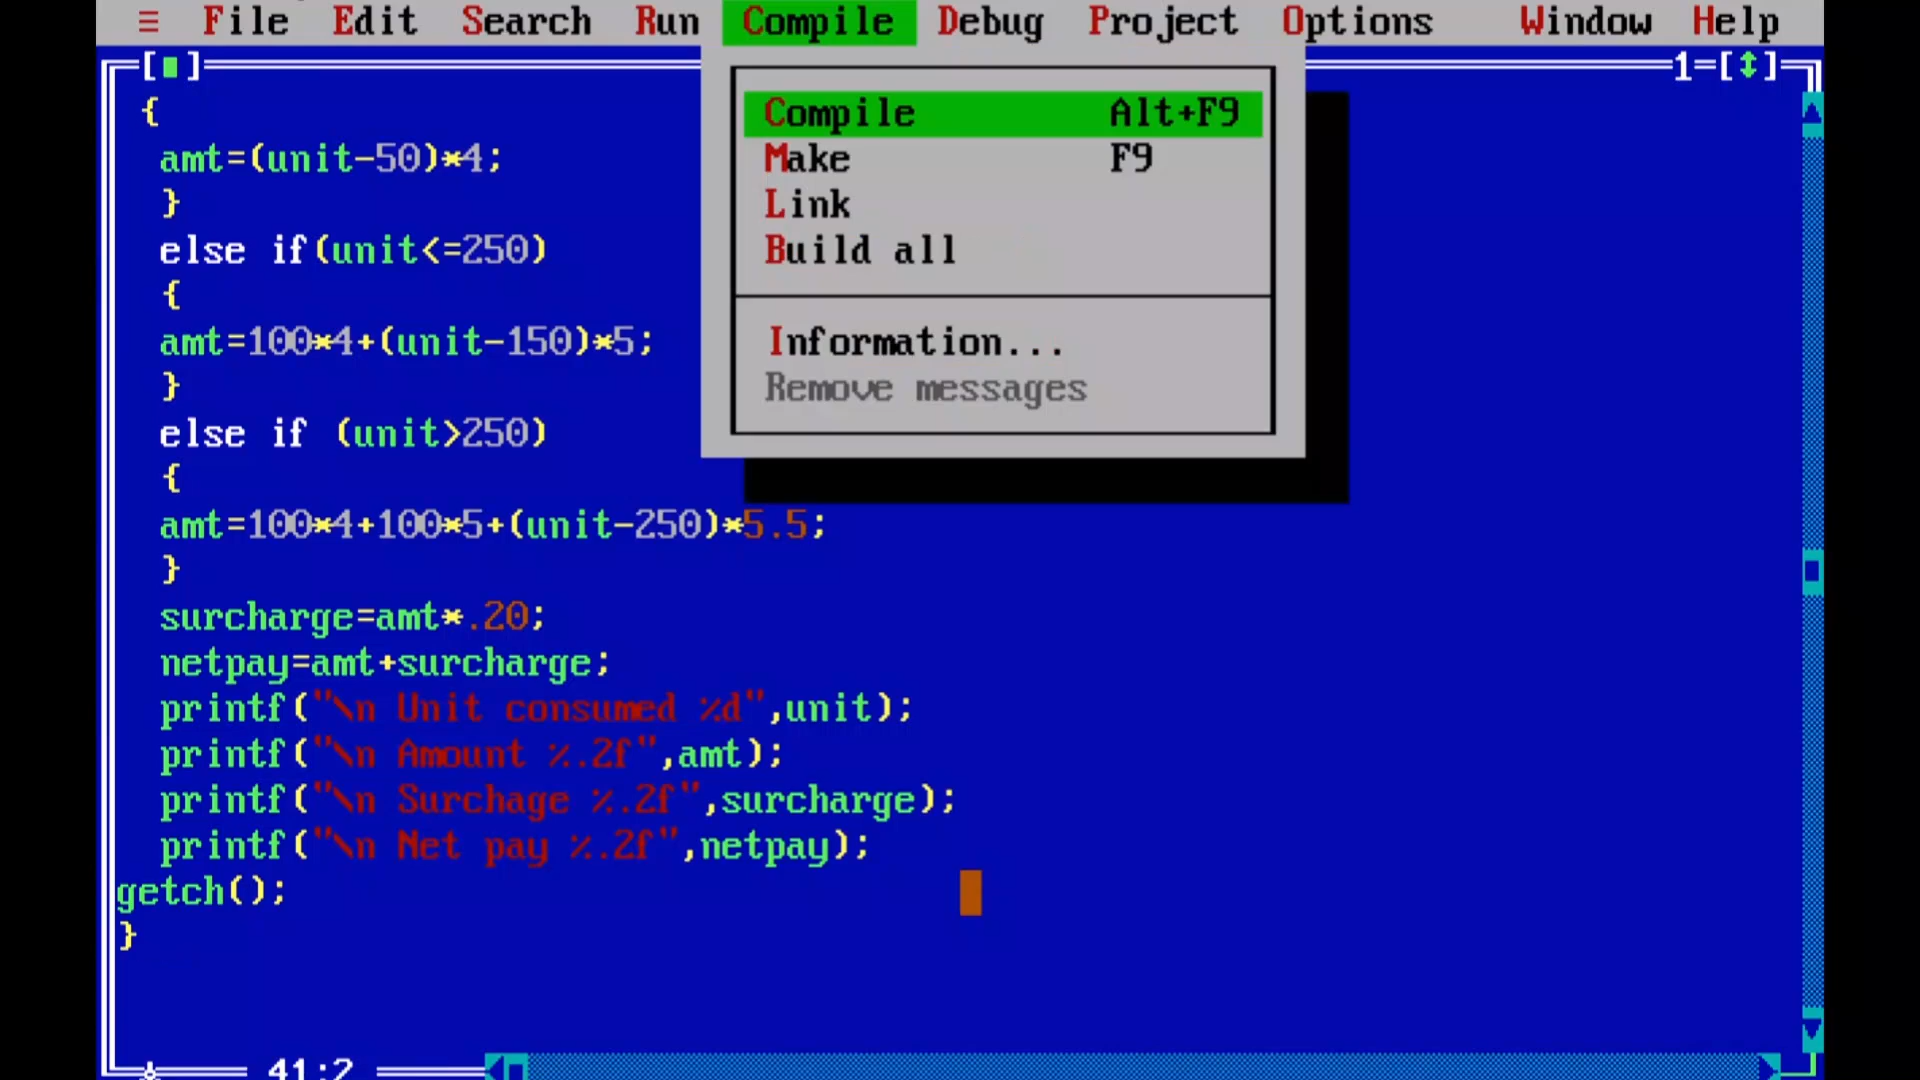 ≡ File Edit Search Run Compile Debug Project Options Window Help
[■] 1=[↕]
Compile Alt+F9
Make F9
Link
Build all
Information...
Remove messages
{
amt=(unit-50)*4;
}
else if(unit<=250)
{
amt=100*4+(unit-150)*5;
}
else if (unit>250)
{
amt=100*4+100*5+(unit-250)*5.5;
}
surcharge=amt*.20;
netpay=amt+surcharge;
printf("\n Unit consumed %d",unit);
printf("\n Amount %.2f",amt);
printf("\n Surchage %.2f",surcharge);
printf("\n Net pay %.2f",netpay);
getch();
}
41:2